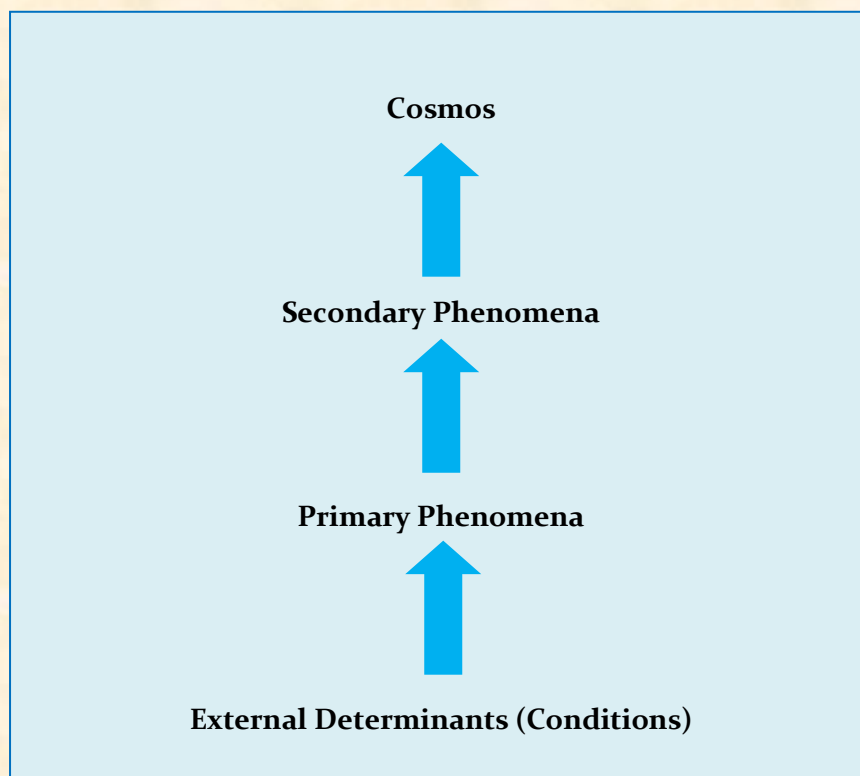 Cosmos
Secondary Phenomena
Primary Phenomena
External Determinants (Conditions)